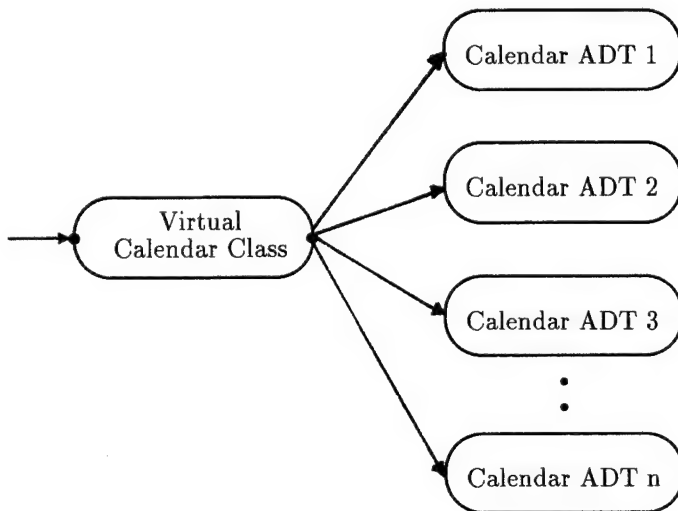 Calendar ADT 1
Calendar ADT 2
Virtual
Calendar Class
Calendar ADT 3
Calendar ADT n